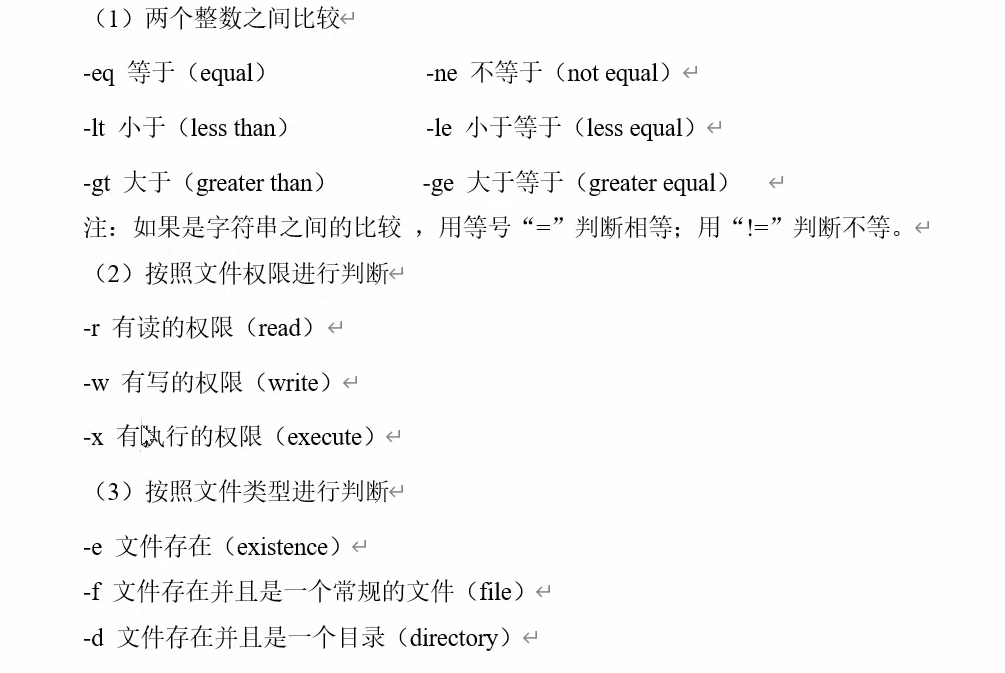 （1）两个整数之间比较↵
-eq 等于（equal） -ne 不等于（not equal）↵
-lt 小于（less than） -le 小于等于（less equal）↵
-gt 大于（greater than） -ge 大于等于（greater equal） ↵
注：如果是字符串之间的比较 ，用等号“=”判断相等；用“!=”判断不等。↵
（2）按照文件权限进行判断↵
-r 有读的权限（read）↵
-w 有写的权限（write）↵
-x 有执行的权限（execute）↵
（3）按照文件类型进行判断↵
-e 文件存在（existence）↵
-f 文件存在并且是一个常规的文件（file）↵
-d 文件存在并且是一个目录（directory）↵